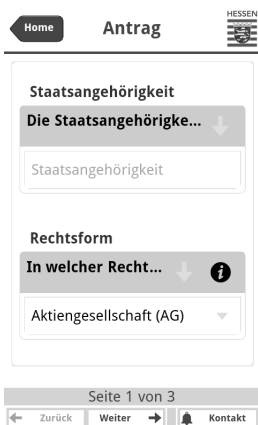 HESSEN
Home
Antrag
Staatsangehörigkeit
Die Staatsangehörigke...
Staatsangehörigkeit
Rechtsform
In welcher Recht...
Aktiengesellschaft (AG)
Seite 1 von 3
Zurück
Weiter
Kontakt